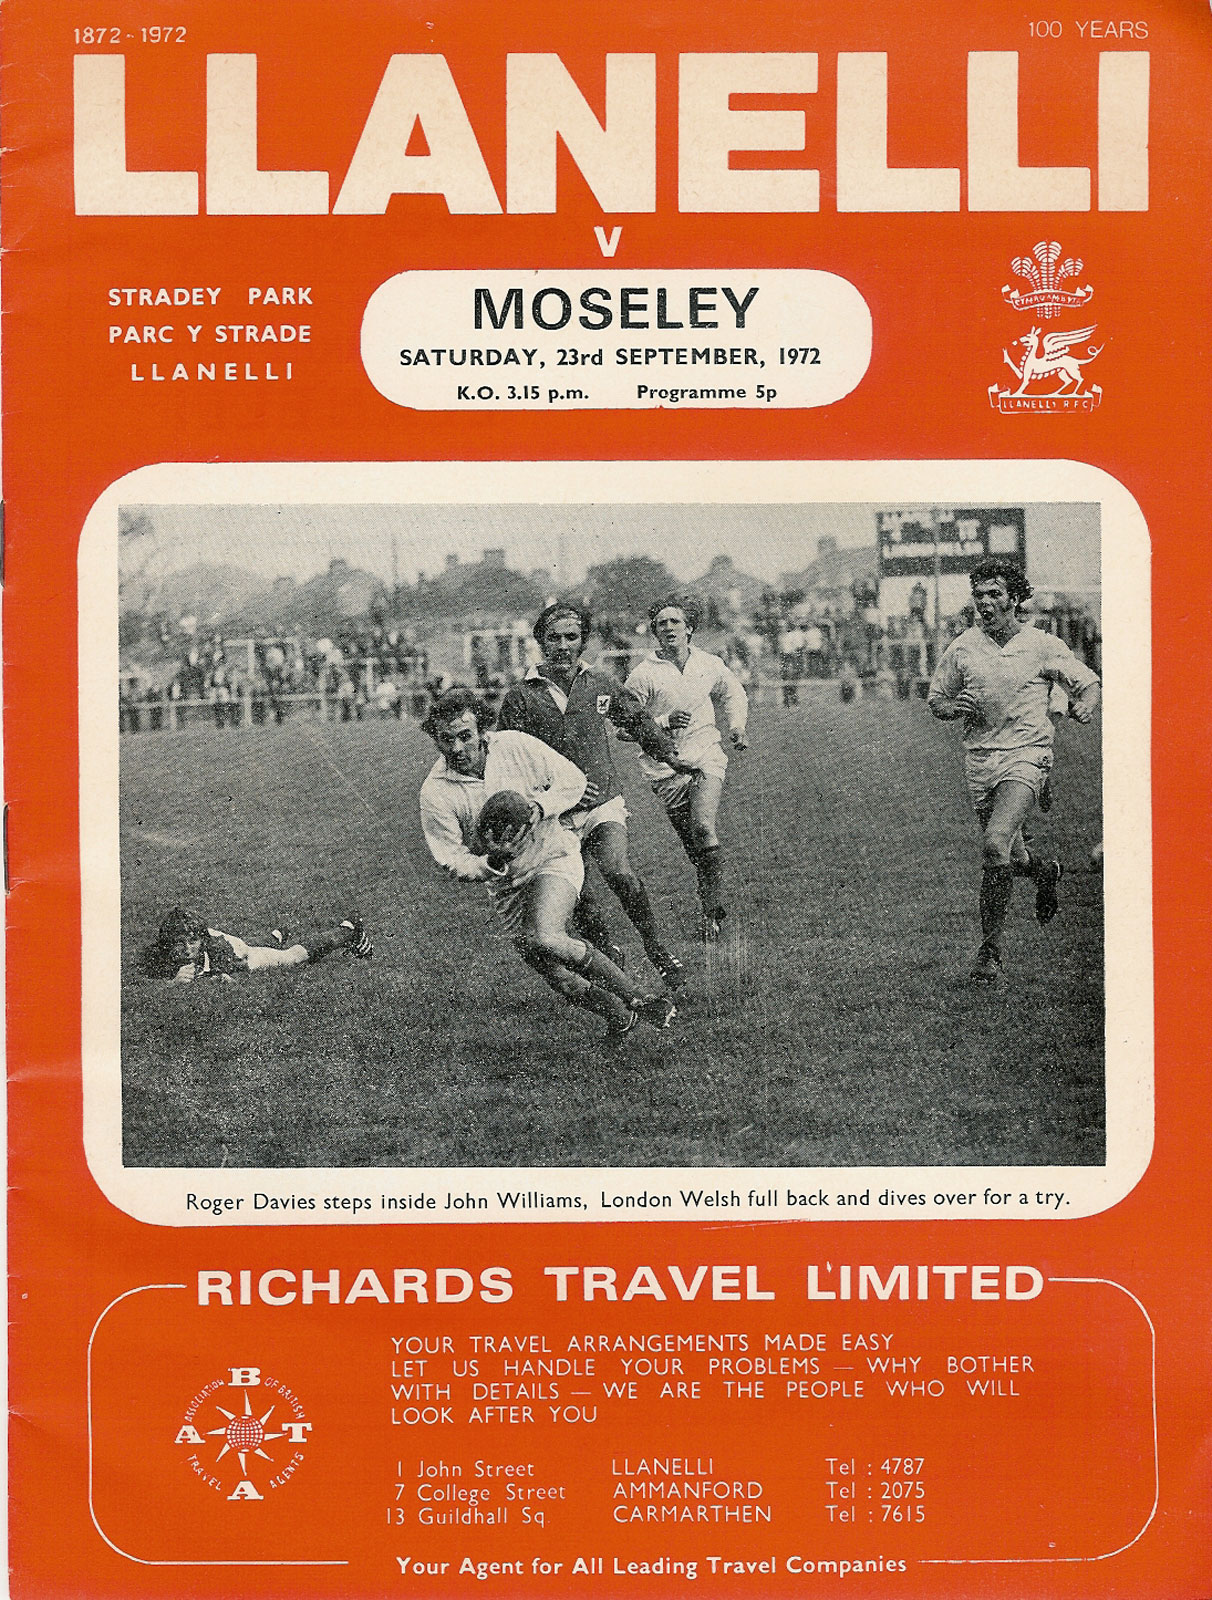 1872-1972
100 YEARS
LLANELLI
v
STRADEY PARK
PARC Y STRADE
LLANELLI
MOSELEY
SATURDAY, 23rd SEPTEMBER, 1972
K.O. 3.15 p.m. Programme 5p
LLANELLY R F C
Roger Davies steps inside John Williams, London Welsh full back and dives over for a try.
RICHARDS TRAVEL LIMITED
YOUR TRAVEL ARRANGEMENTS MADE EASY
LET US HANDLE YOUR PROBLEMS — WHY BOTHER
WITH DETAILS — WE ARE THE PEOPLE WHO WILL
LOOK AFTER YOU
ABTA
ASSOCIATION OF BRITISH
TRAVEL AGENTS
1 John Street LLANELLI Tel : 4787
7 College Street AMMANFORD Tel : 2075
13 Guildhall Sq. CARMARTHEN Tel : 7615
Your Agent for All Leading Travel Companies